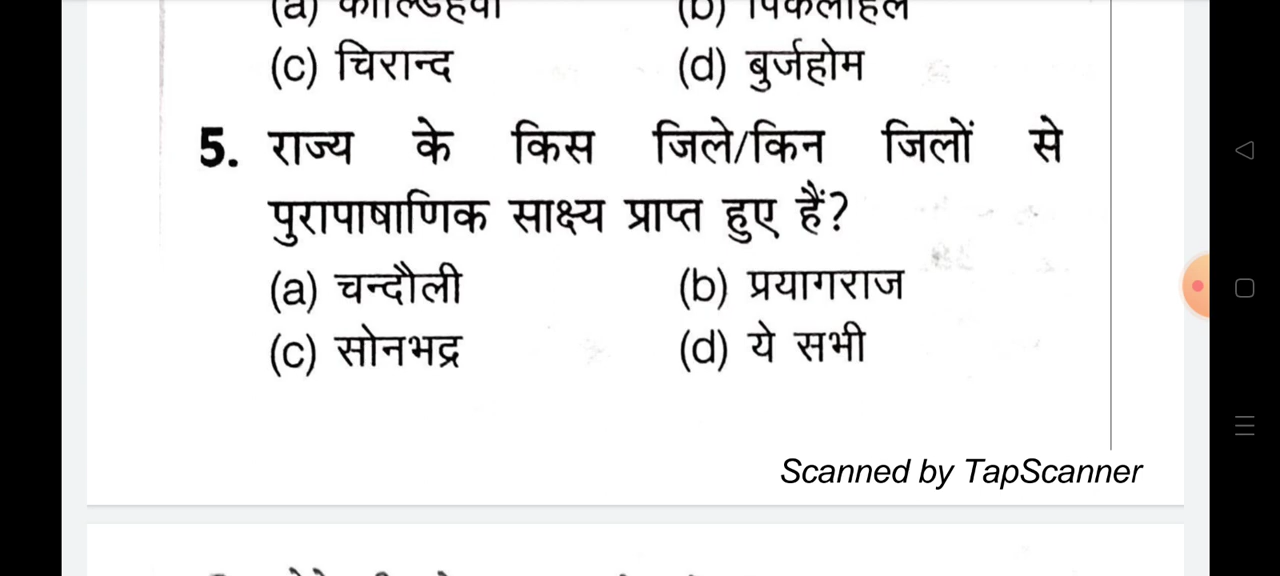 (c) चिरान्द (d) बुर्जहोम
5. राज्य के किस जिले/किन जिलों से
पुरापाषाणिक साक्ष्य प्राप्त हुए हैं?
(a) चन्दौली (b) प्रयागराज
(c) सोनभद्र (d) ये सभी
Scanned by TapScanner